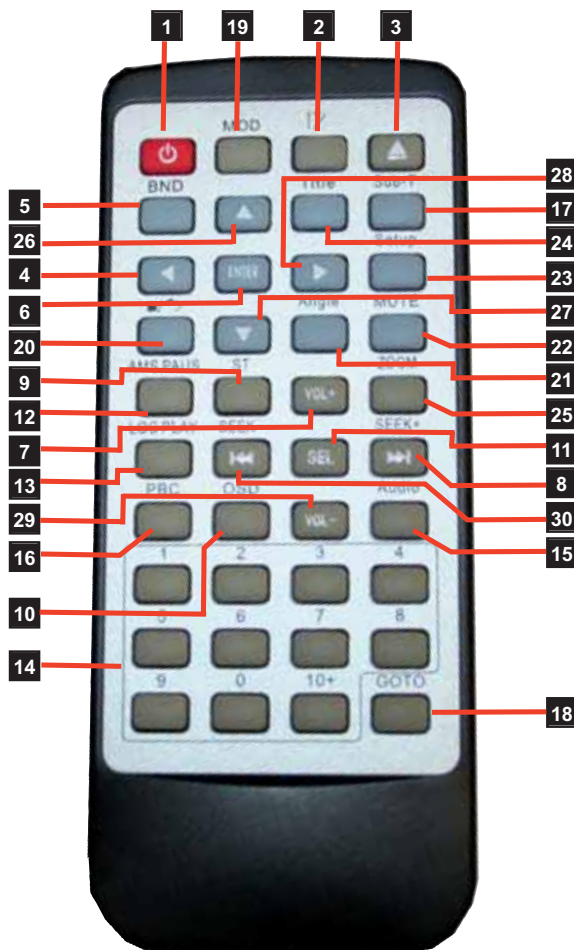 1 19 2 3
MOD
28
BND Title Sub-T
5 17
26 24
Setup
4 ENTER 23
6
Angle MUTE 27
20 22
AMS PAUS ST ZOOM
9 21
12 VOL+ 25
LOC PLAY SEEK- SEEK+
7 11
SEL
13 8
PBC OSD Audio
29 VOL- 30
16 15
1 2 3 4
10
5 6 7 8
14
9 0 10+ GOTO
18